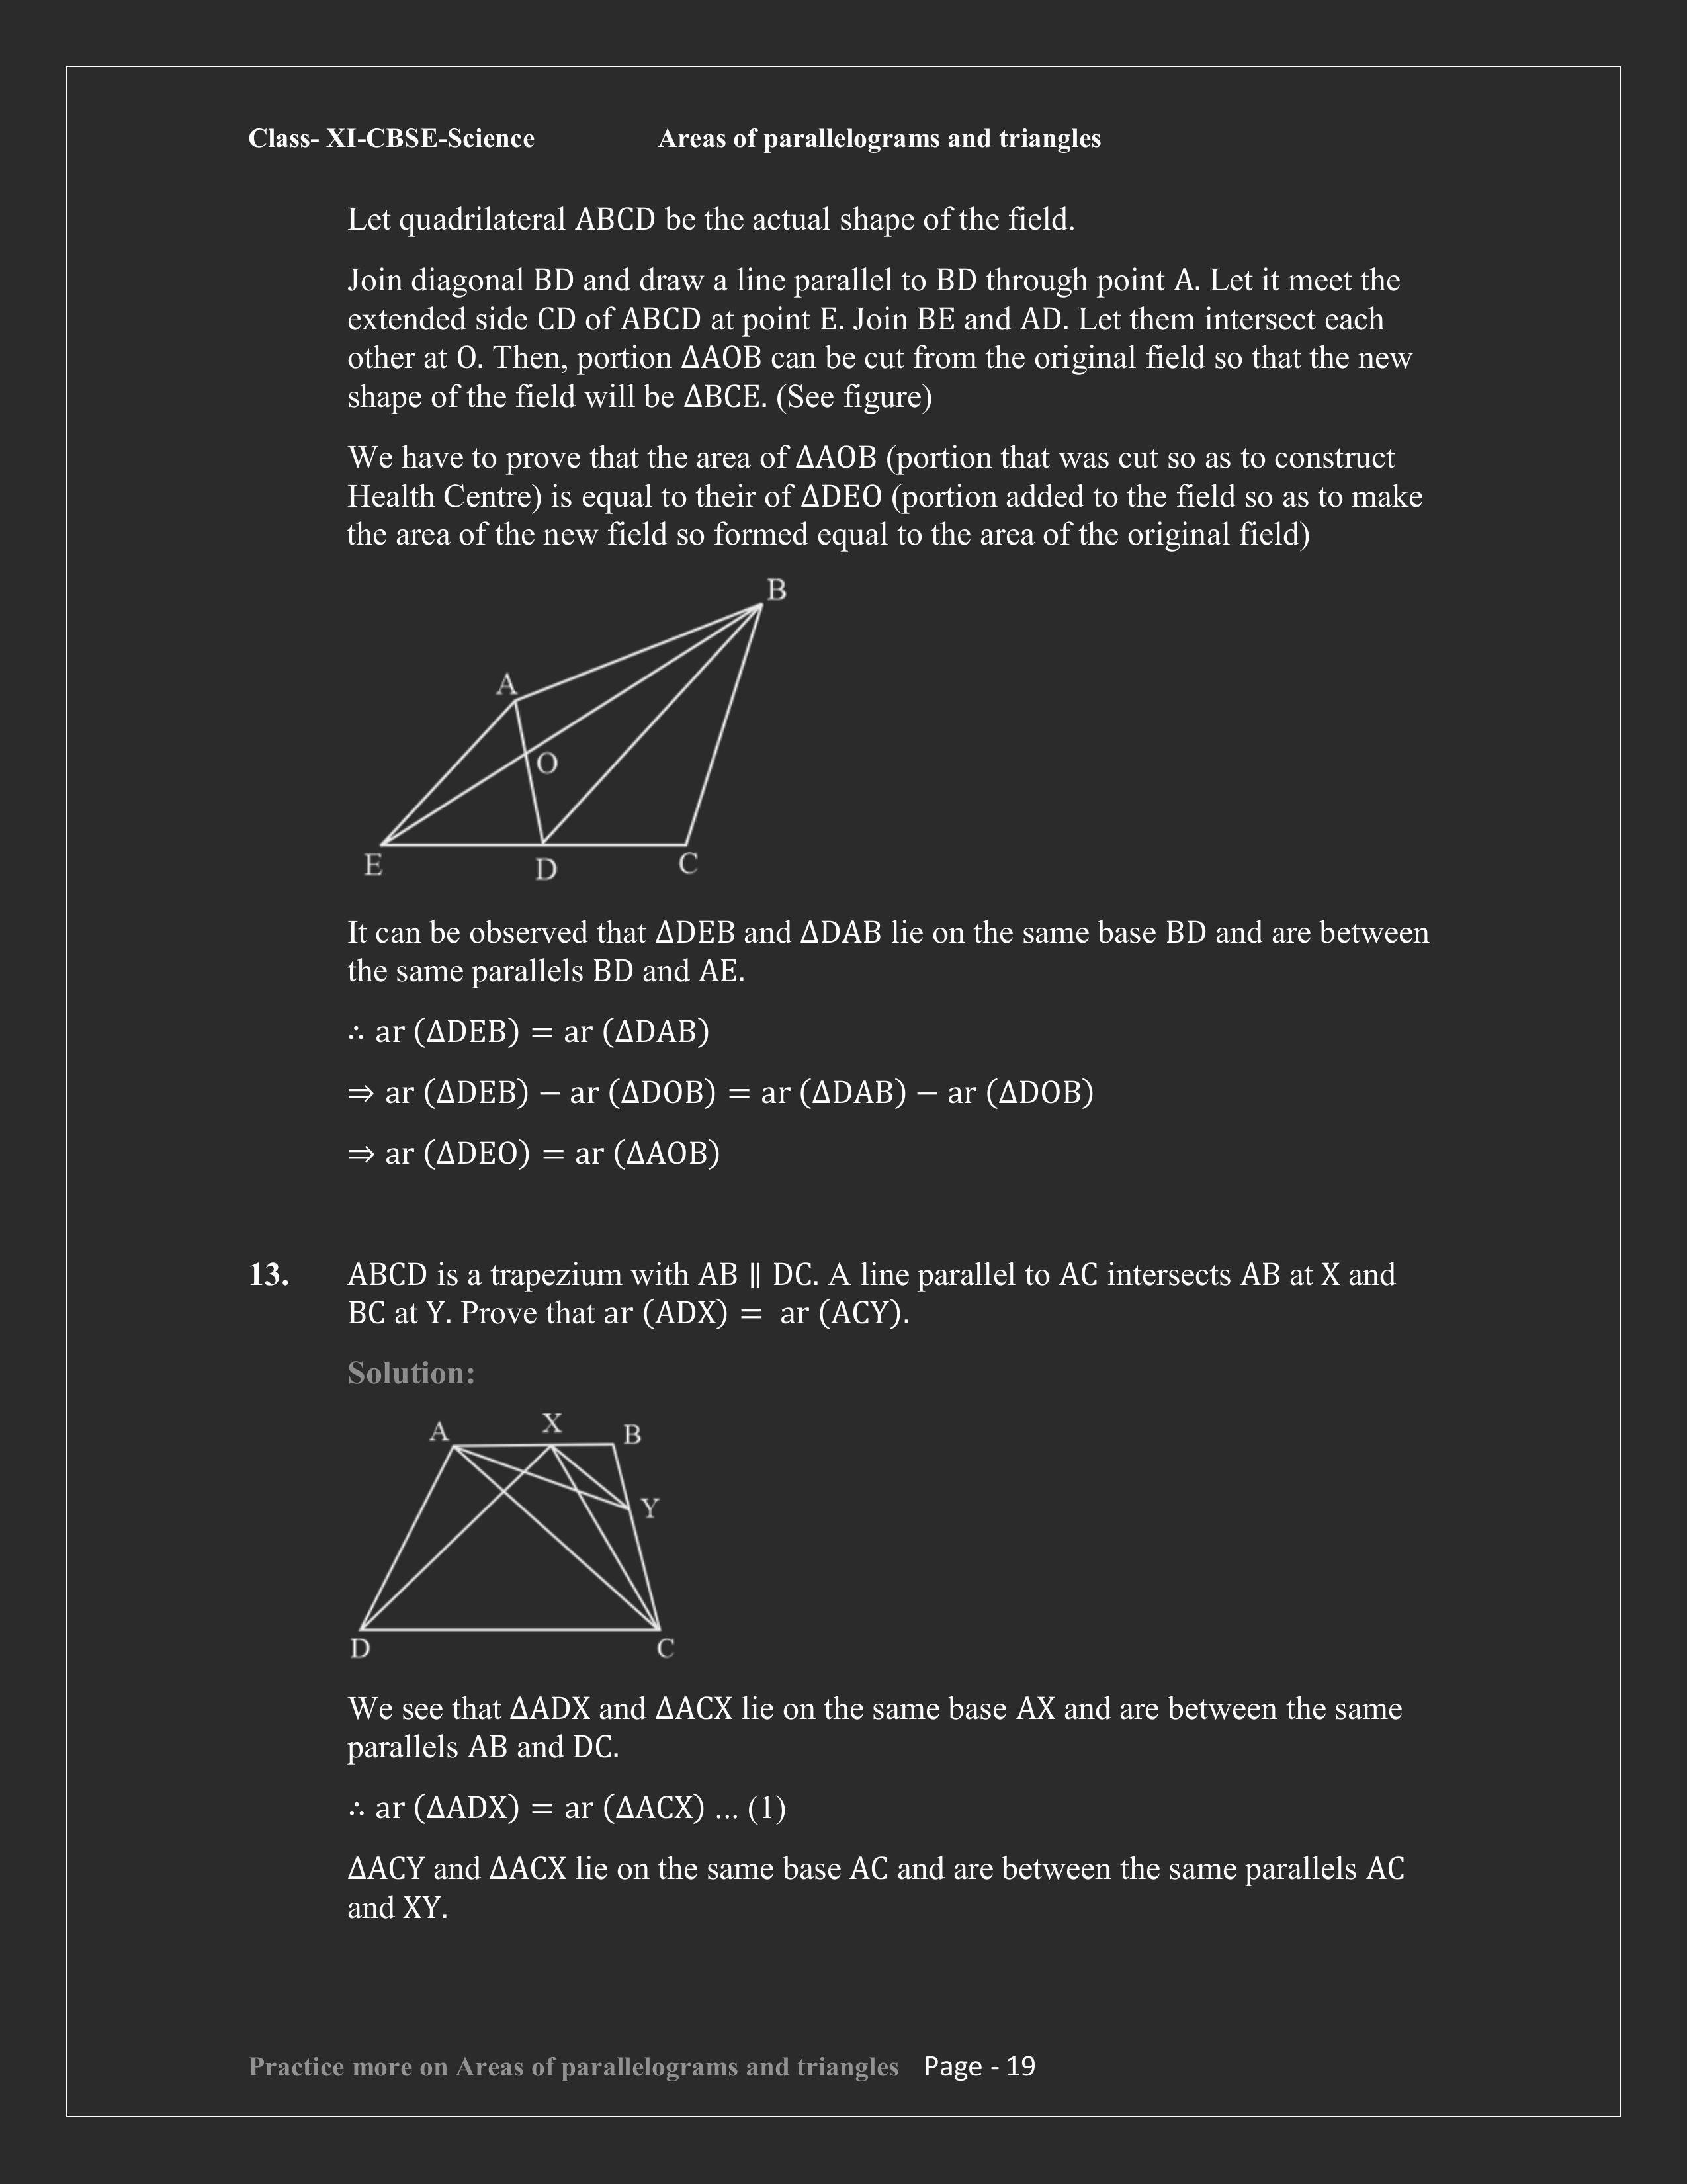 Class- XI-CBSE-Science Areas of parallelograms and triangles
Let quadrilateral ABCD be the actual shape of the field.
Join diagonal BD and draw a line parallel to BD through point A. Let it meet the
extended side CD of ABCD at point E. Join BE and AD. Let them intersect each
other at O. Then, portion ΔAOB can be cut from the original field so that the new
shape of the field will be ΔBCE. (See figure)
We have to prove that the area of ΔAOB (portion that was cut so as to construct
Health Centre) is equal to their of ΔDEO (portion added to the field so as to make
the area of the new field so formed equal to the area of the original field)
B
A
O
E
D
C
It can be observed that ΔDEB and ΔDAB lie on the same base BD and are between
the same parallels BD and AE.
∴ ar (ΔDEB) = ar (ΔDAB)
⇒ ar (ΔDEB) − ar (ΔDOB) = ar (ΔDAB) − ar (ΔDOB)
⇒ ar (ΔDEO) = ar (ΔAOB)
13. ABCD is a trapezium with AB ∥ DC. A line parallel to AC intersects AB at X and
BC at Y. Prove that ar (ADX) = ar (ACY).
Solution:
A X B
Y
D C
We see that ΔADX and ΔACX lie on the same base AX and are between the same
parallels AB and DC.
∴ ar (ΔADX) = ar (ΔACX) ... (1)
ΔACY and ΔACX lie on the same base AC and are between the same parallels AC
and XY.
Practice more on Areas of parallelograms and triangles Page - 19